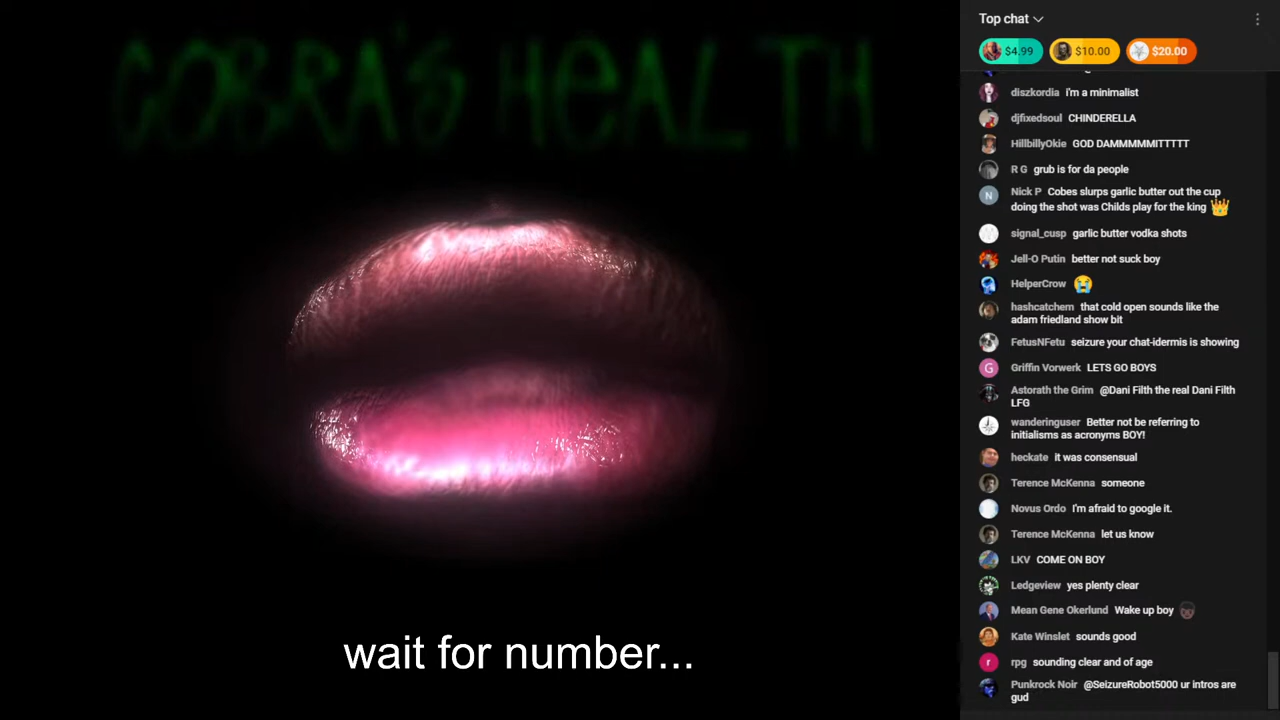 COBRA'S HEALTH
wait for number...
Top chat
$4.99
$10.00
$20.00
diszkordia i'm a minimalist
djfixedsoul CHINDERELLA
HillbillyOkie GOD DAMMMMMITTTTT
R G grub is for da people
Nick P Cobes slurps garlic butter out the cup
doing the shot was Childs play for the king 👑
signal_cusp garlic butter vodka shots
Jell-O Putin better not suck boy
HelperCrow 😭
hashcatchem that cold open sounds like the
adam friedland show bit
FetusNFetu seizure your chat-idermis is showing
G
Griffin Vorwerk LETS GO BOYS
Astorath the Grim @Dani Filth the real Dani Filth
LFG
wanderinguser Better not be referring to
initialisms as acronyms BOY!
heckate it was consensual
Terence McKenna someone
Novus Ordo I'm afraid to google it.
Terence McKenna let us know
LKV COME ON BOY
Ledgeview yes plenty clear
Mean Gene Okerlund Wake up boy
Kate Winslet sounds good
r
rpg sounding clear and of age
Punkrock Noir @SeizureRobot5000 ur intros are
gud